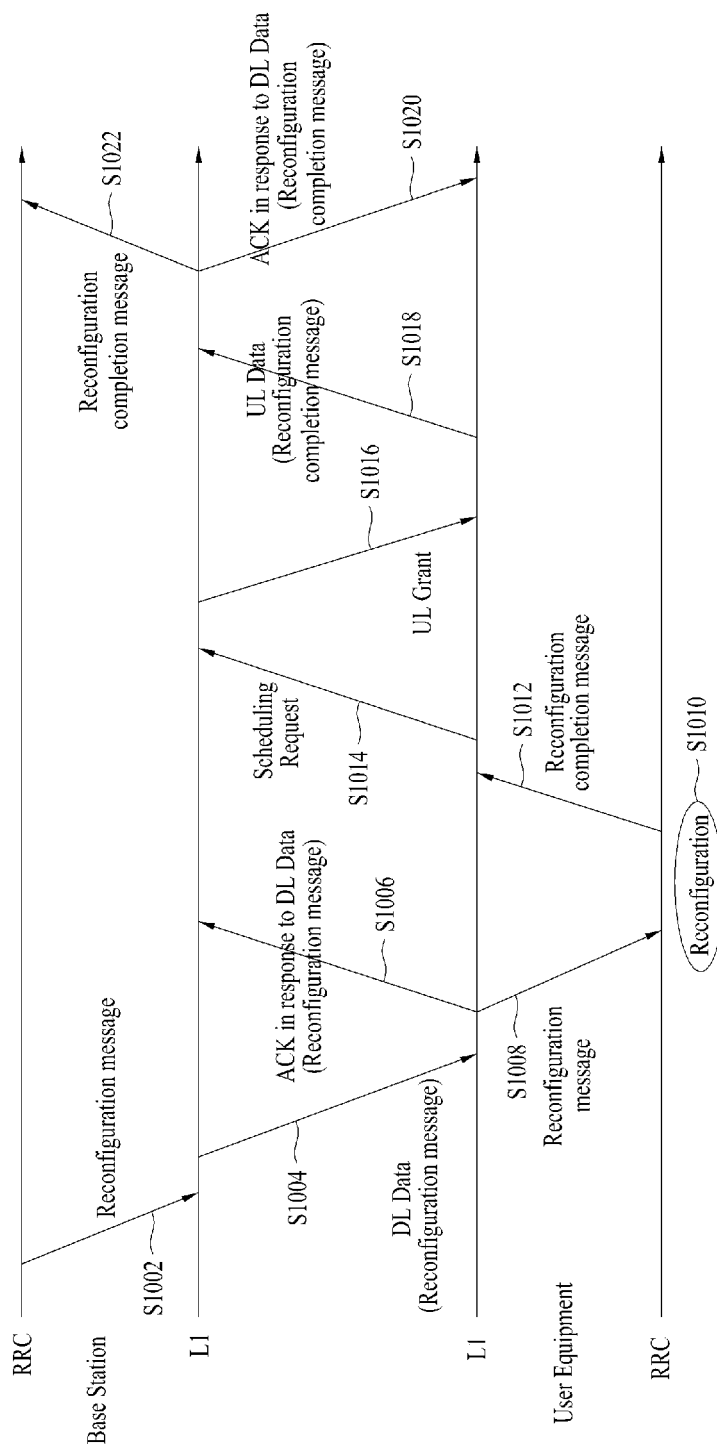 RRC
Base Station
L1
L1
User Equipment
RRC
S1002
Reconfiguration message
S1004
DL Data
(Reconfiguration message)
ACK in response to DL Data
(Reconfiguration message)
S1006
S1008
Reconfiguration
message
Rcconfiguration
S1010
S1012
Rcconfiguration
completion message
Scheduling
Request
S1014
UL Grant
S1016
UL Data
(Reconfiguration
completion message)
S1018
Reconfiguration
completion message
S1022
ACK in response to DL Data
(Reconfiguration
completion message)
S1020